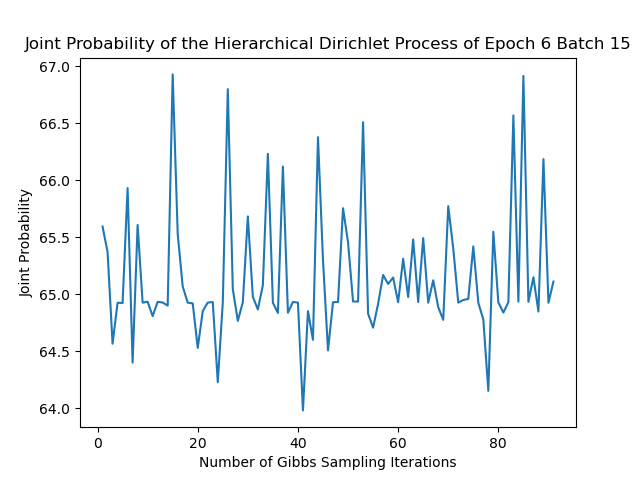 Joint Probability of the Hierarchical Dirichlet Process of Epoch 6 Batch 15
67.0
66.5
66.0
65.5
65.0
64.5
64.0
Joint Probability
0 20 40 60 80
Number of Gibbs Sampling Iterations